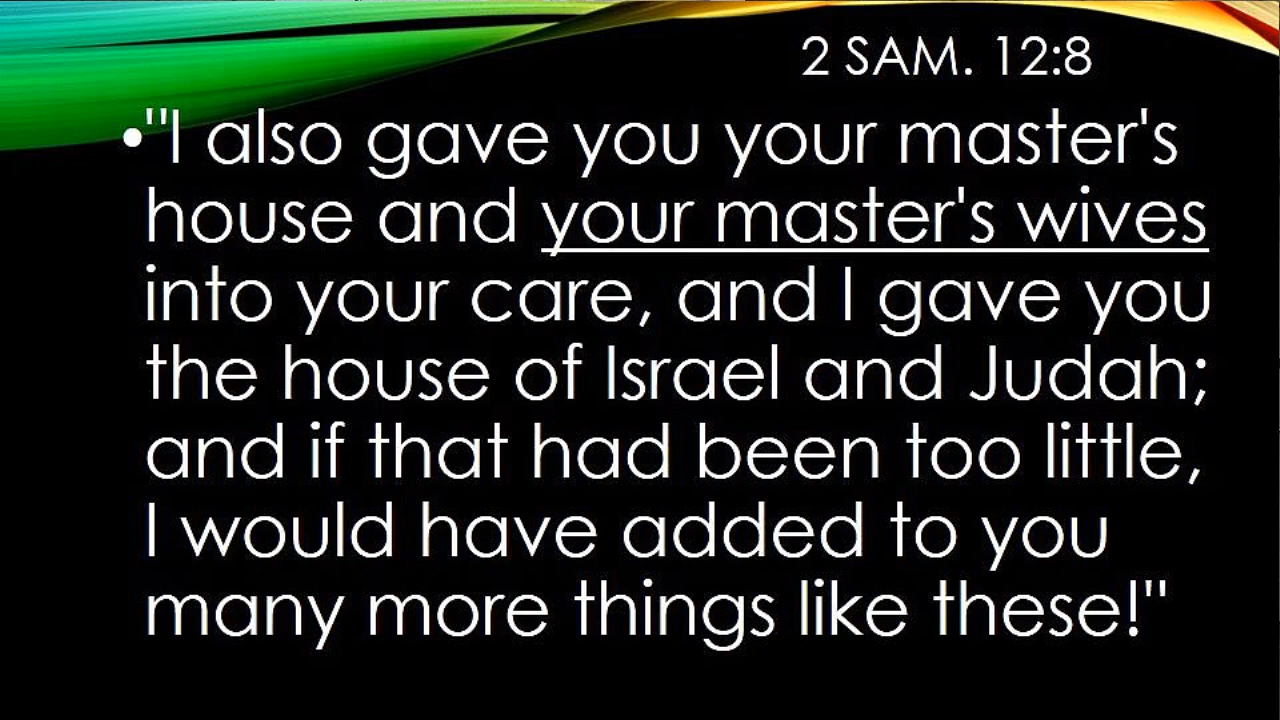 2 SAM. 12:8
•"I also gave you your master's
house and your master's wives
into your care, and I gave you
the house of Israel and Judah;
and if that had been too little,
I would have added to you
many more things like these!"